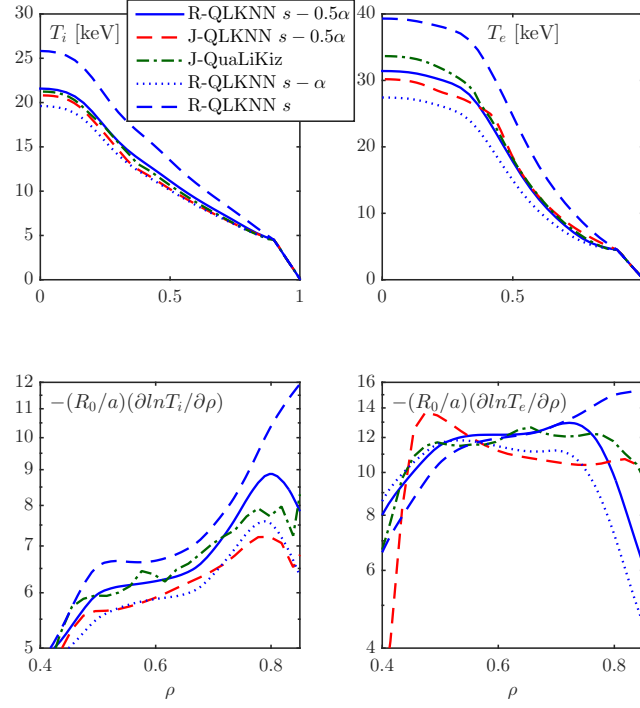 T_i [keV]
R-QLKNN s − 0.5α
J-QLKNN s − 0.5α
J-QuaLiKiz
R-QLKNN s − α
R-QLKNN s
T_e [keV]
30
25
20
15
10
5
0
0 0.5 1
40
30
20
10
0
0.5
−(R_0/a)(∂lnT_i/∂ρ)
12
11
10
9
8
7
6
5
0.4 0.6 0.8
ρ
−(R_0/a)(∂lnT_e/∂ρ)
16
14
12
10
8
6
4
0.4 0.6 0.8
ρ